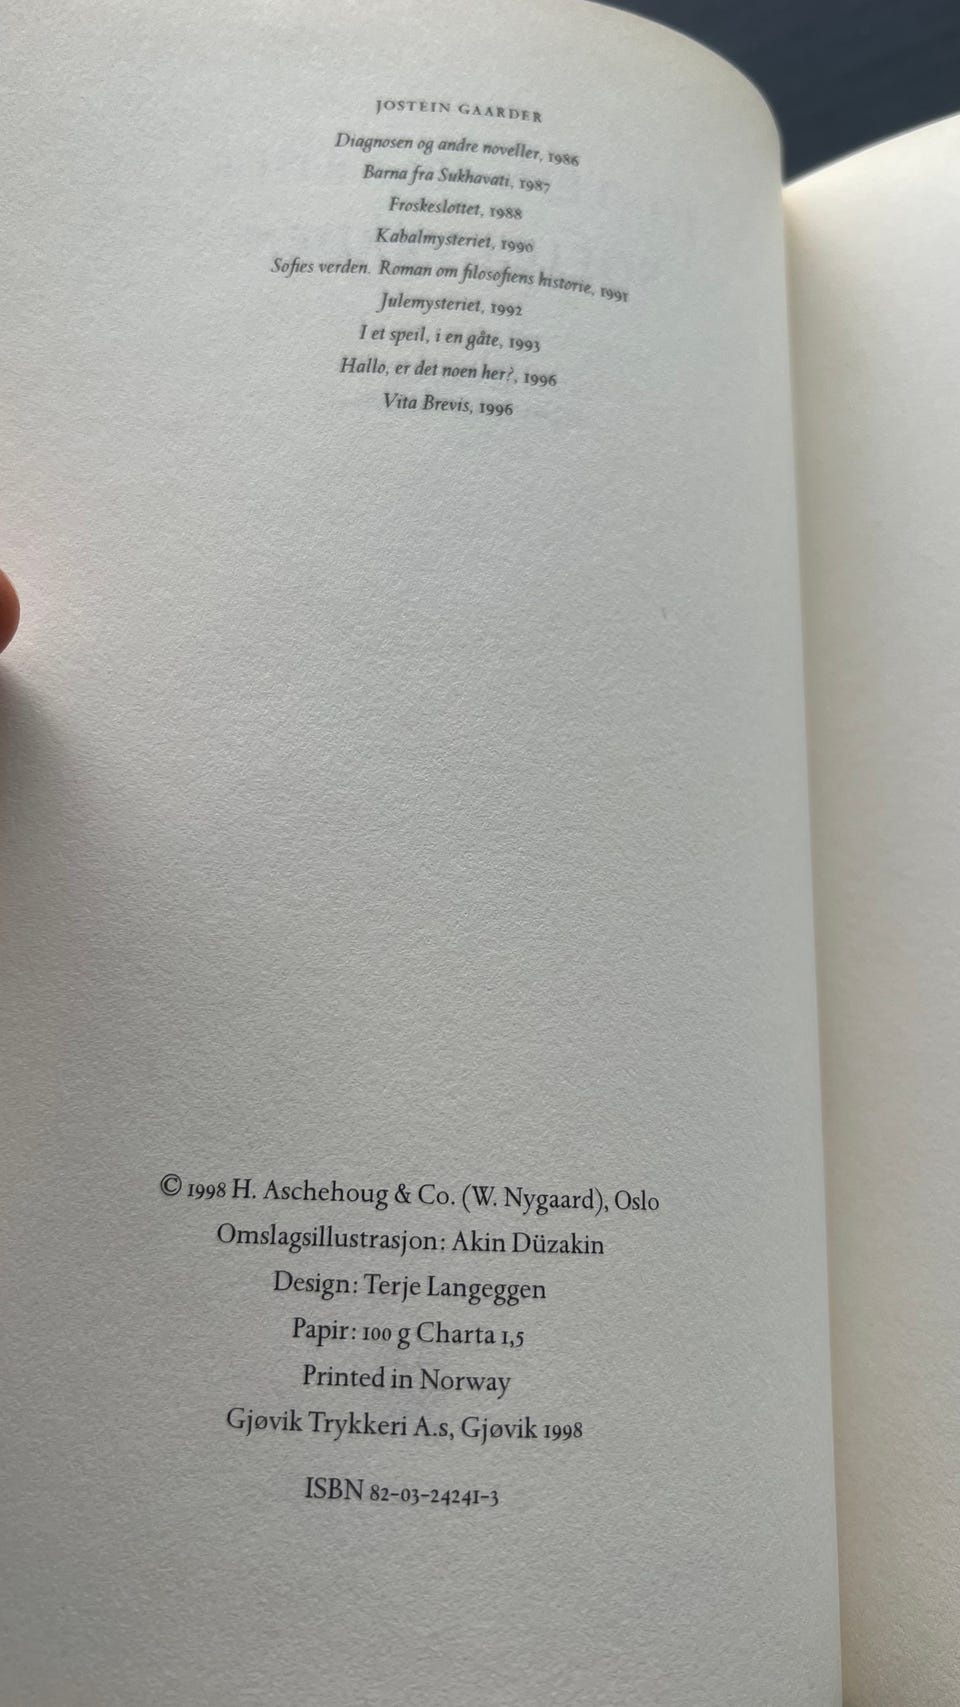 JOSTEIN GAARDER
Diagnosen og andre noveller, 1986
Barna fra Sukhavati, 1987
Froskeslottet, 1988
Kabalmysteriet, 1990
Sofies verden. Roman om filosofiens historie, 1991
Julemysteriet, 1992
I et speil, i en gåte, 1993
Hallo, er det noen her?, 1996
Vita Brevis, 1996
© 1998 H. Aschehoug & Co. (W. Nygaard), Oslo
Omslagsillustrasjon: Akin Düzakin
Design: Terje Langeggen
Papir: 100 g Charta 1,5
Printed in Norway
Gjøvik Trykkeri A.s, Gjøvik 1998
ISBN 82-03-24241-3